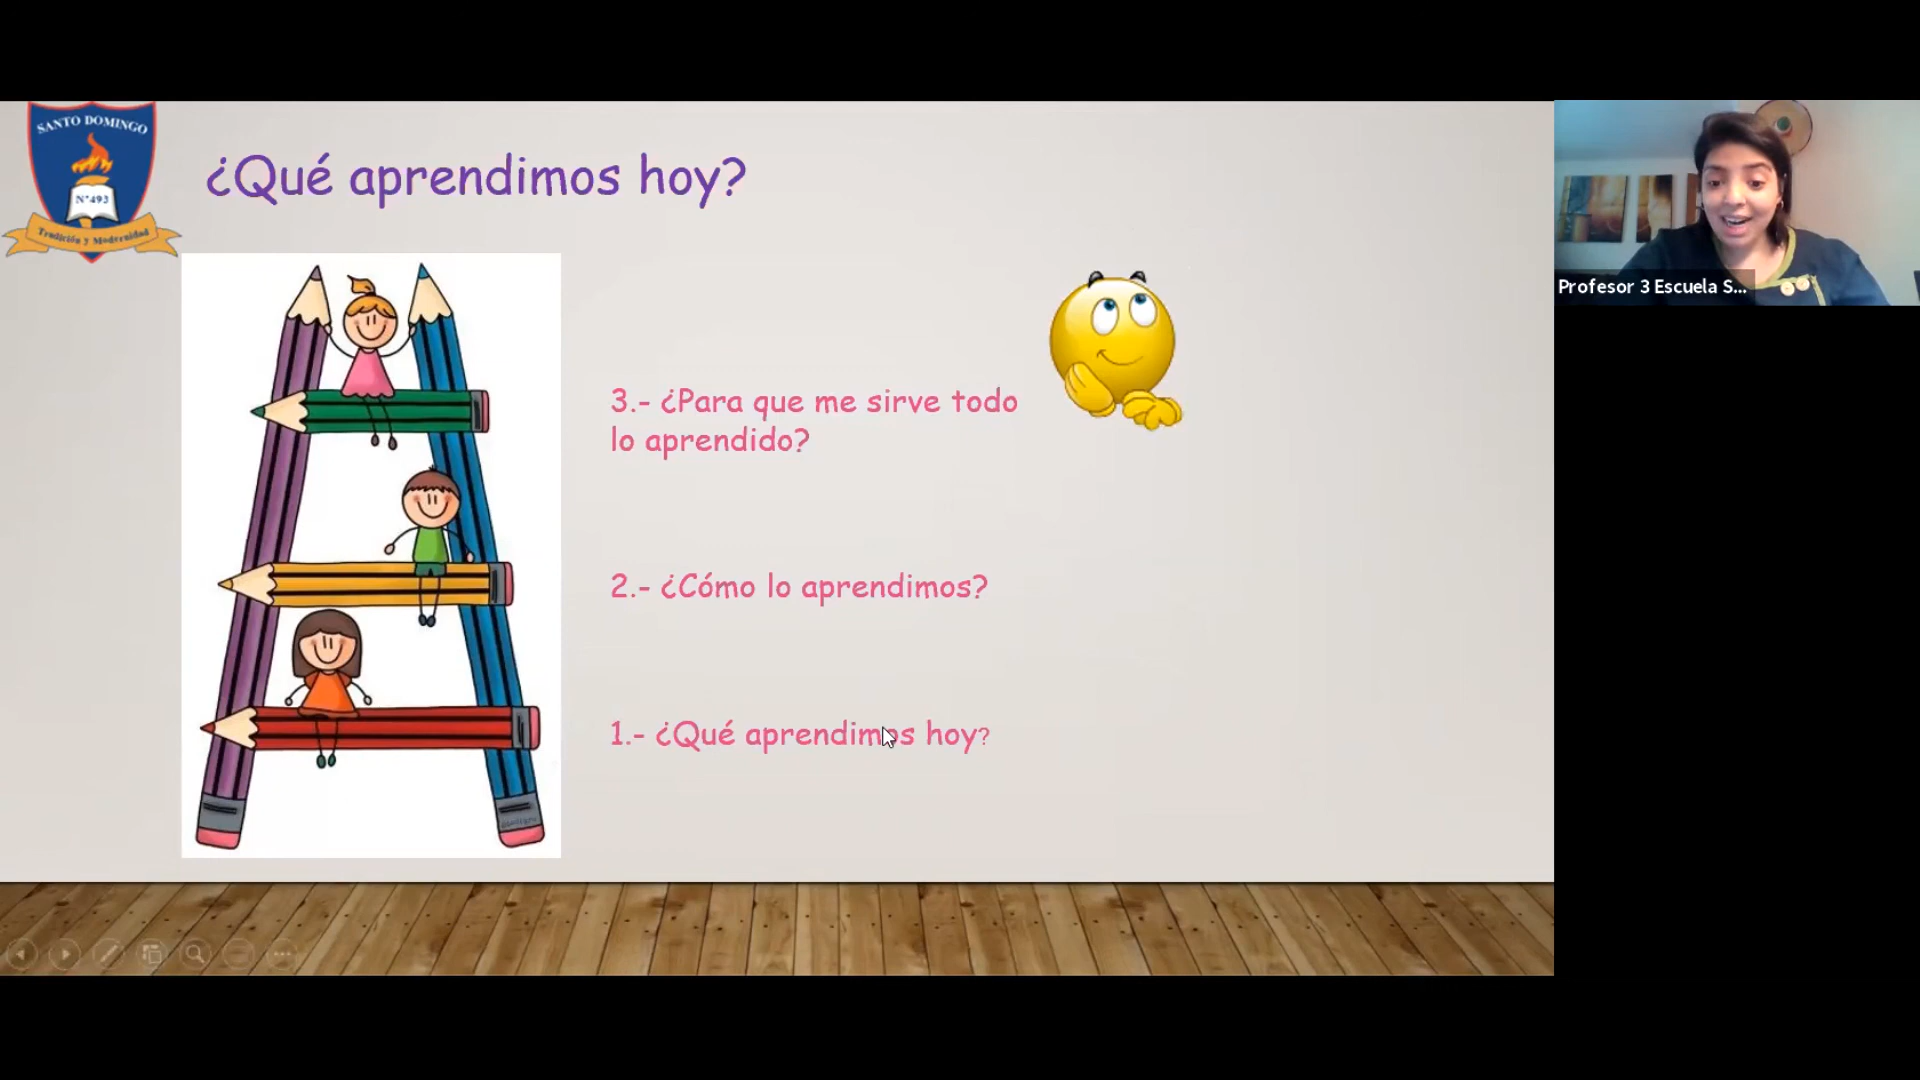 SANTO DOMINGO
N°493
Tradición y Modernidad
¿Qué aprendimos hoy?
3.- ¿Para que me sirve todo
lo aprendido?
2.- ¿Cómo lo aprendimos?
1.- ¿Qué aprendimos hoy?
Profesor 3 Escuela S...